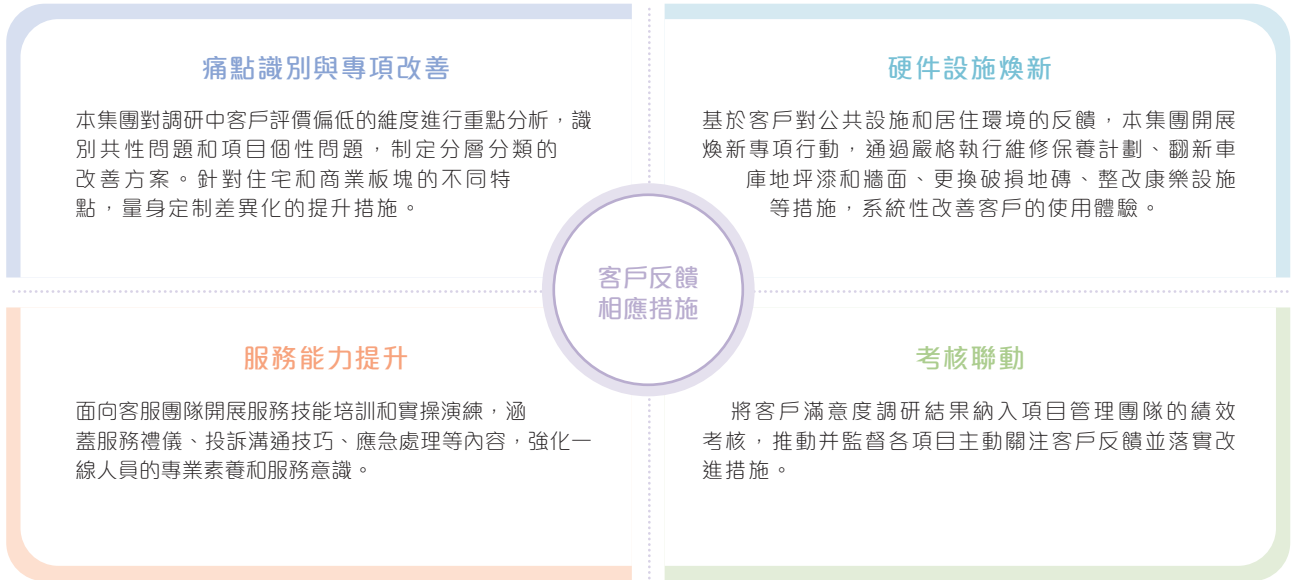 痛點識別與專項改善
本集團對調研中客戶評價偏低的維度進行重點分析，識
別共性問題和項目個性問題，制定分層分類的
改善方案。針對住宅和商業板塊的不同特
點，量身定制差異化的提升措施。
硬件設施煥新
基於客戶對公共設施和居住環境的反饋，本集團開展
煥新專項行動，通過嚴格執行維修保養計劃、翻新車
庫地坪漆和牆面、更換破損地磚、整改康樂設施
等措施，系統性改善客戶的使用體驗。
客戶反饋
相應措施
服務能力提升
面向客服團隊開展服務技能培訓和實操演練，涵
蓋服務禮儀、投訴溝通技巧、應急處理等內容，強化一
線人員的專業素養和服務意識。
考核聯動
將客戶滿意度調研結果納入項目管理團隊的績效
考核，推動并監督各項目主動關注客戶反饋並落實改
進措施。